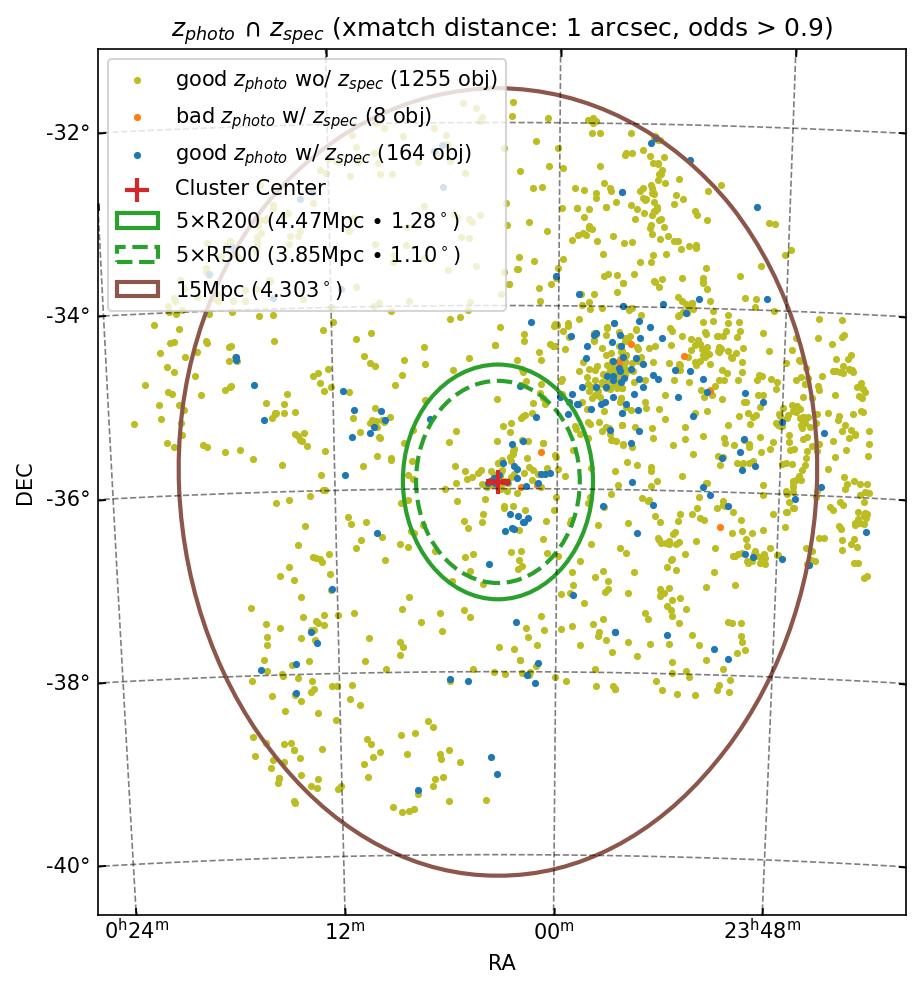 z_photo ∩ z_spec (xmatch distance: 1 arcsec, odds > 0.9)
good z_photo wo/ z_spec (1255 obj)
bad z_photo w/ z_spec (8 obj)
good z_photo w/ z_spec (164 obj)
Cluster Center
5×R200 (4.47Mpc • 1.28°)
5×R500 (3.85Mpc • 1.10°)
15Mpc (4.303°)
-32°
-34°
-36°
-38°
-40°
DEC
0h24m 12m 00m 23h48m
RA